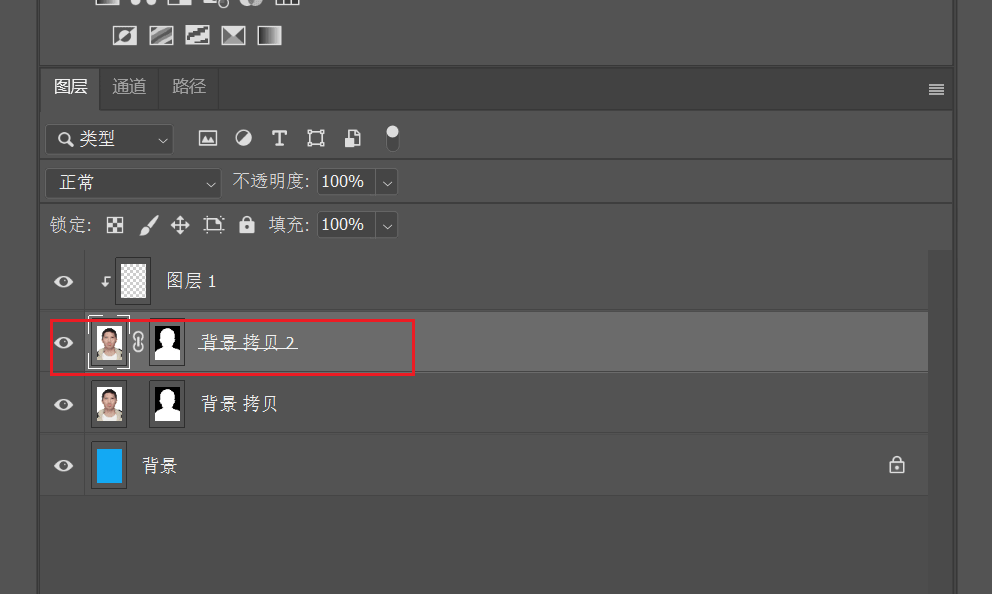 图层 通道 路径
类型
正常 不透明度: 100%
锁定: 填充: 100%
图层 1
背景 拷贝 2
背景 拷贝
背景